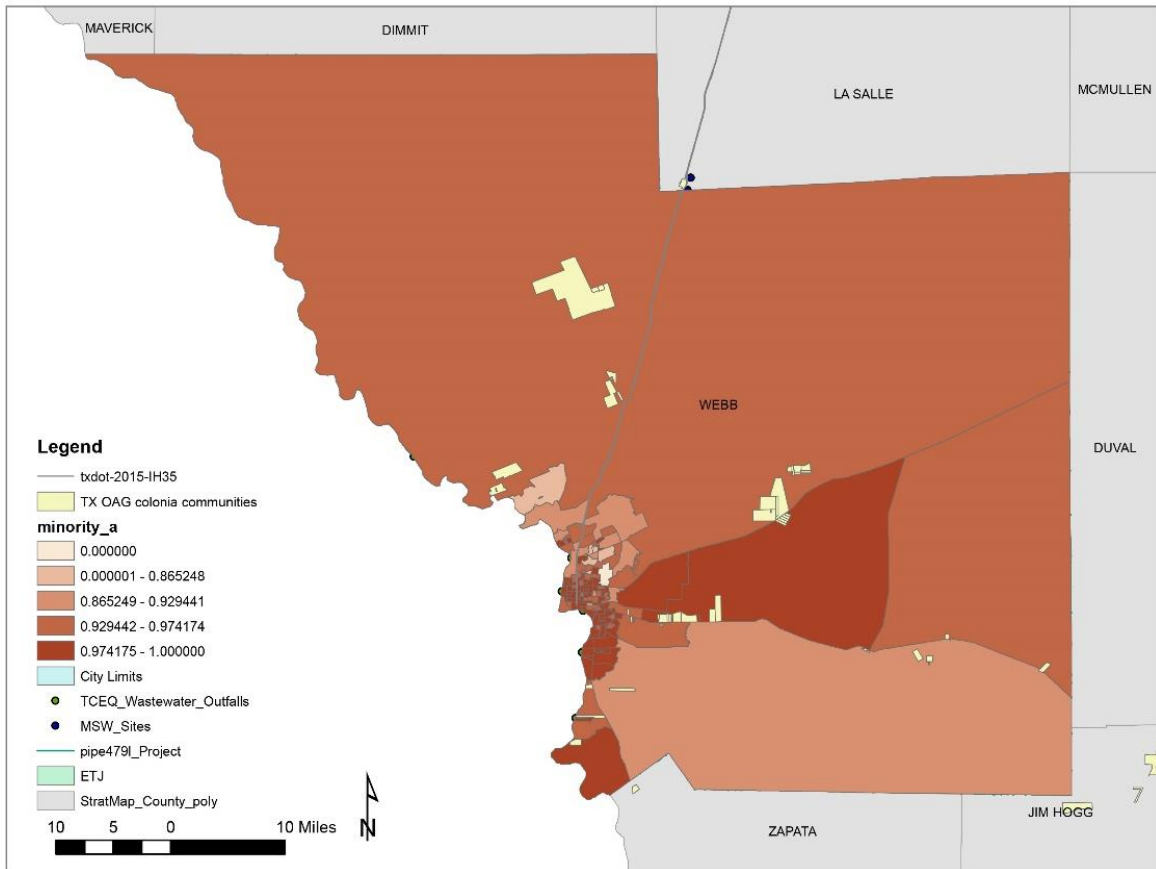 MAVERICK
DIMMIT
LA SALLE
MCMULLEN
WEBB
DUVAL
Legend
txdot-2015-IH35
TX OAG colonia communities
minority_a
0.000000
0.000001 - 0.865248
0.865249 - 0.929441
0.929442 - 0.974174
0.974175 - 1.000000
City Limits
TCEQ_Wastewater_Outfalls
MSW_Sites
pipe479l_Project
ETJ
StratMap_County_poly
10 5 0 10 Miles
N
ZAPATA
JIM HOGG